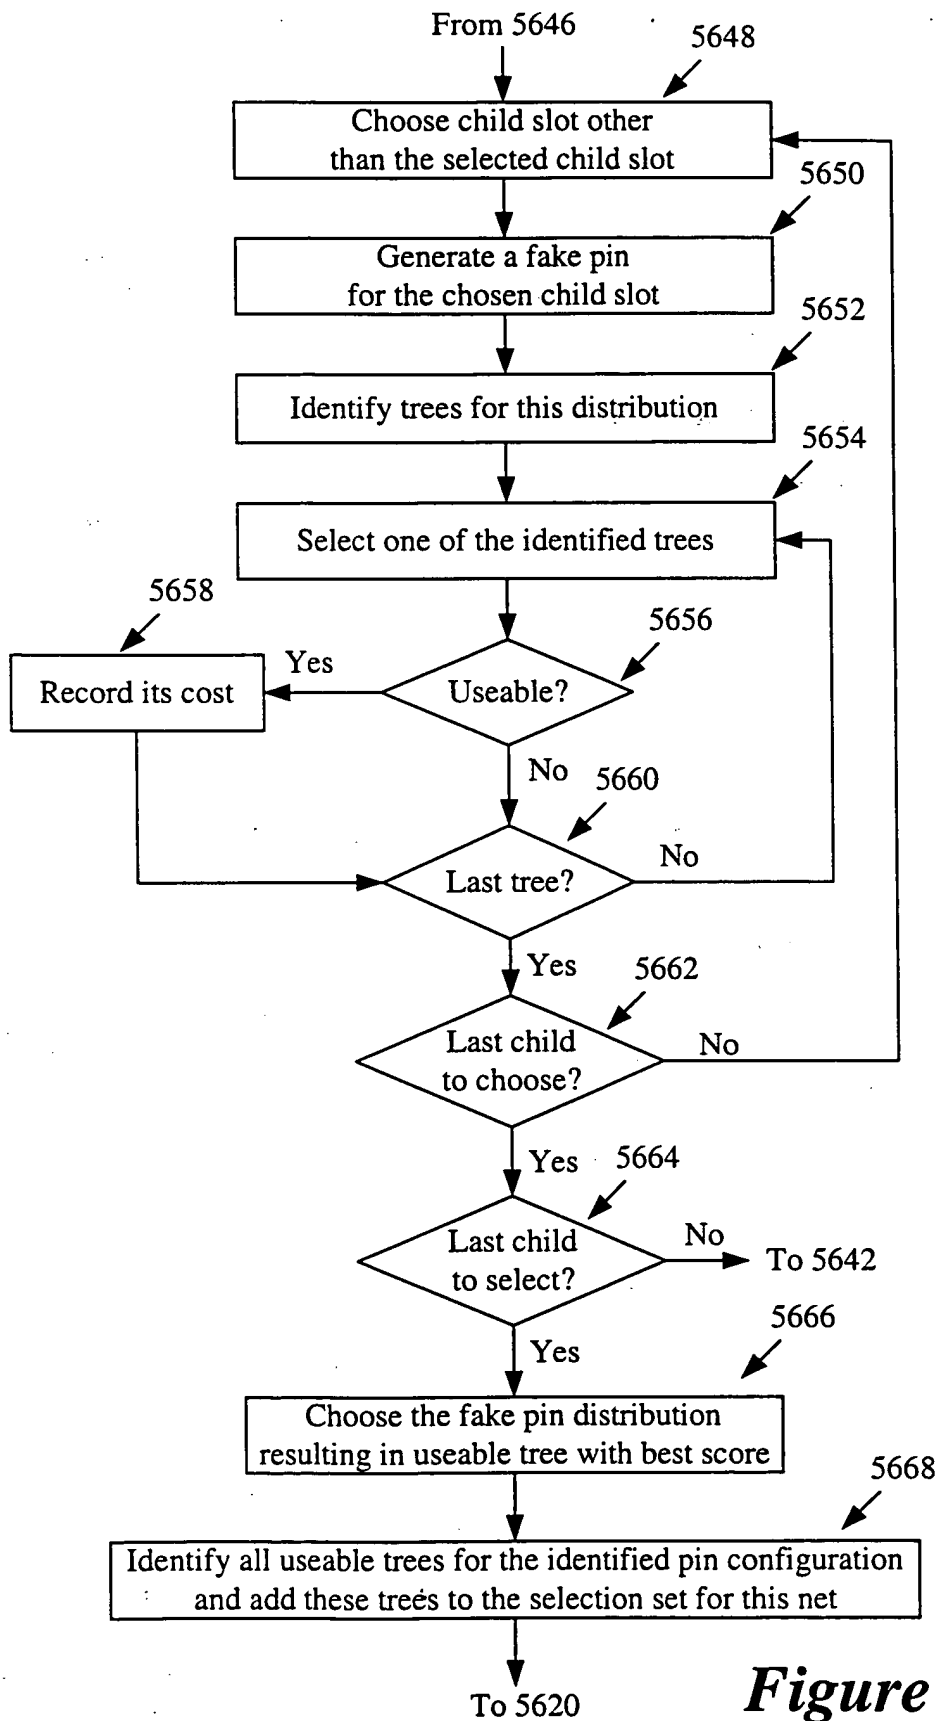 From 5646
5648
Choose child slot other
than the selected child slot
5650
Generate a fake pin
for the chosen child slot
5652
Identify trees for this distribution
5654
Select one of the identified trees
5658
5656
Yes
Record its cost
Useable?
No
5660
Last tree?
No
Yes
5662
Last child
to choose?
No
Yes
5664
Last child
to select?
No
To 5642
Yes
5666
Choose the fake pin distribution
resulting in useable tree with best score
5668
Identify all useable trees for the identified pin configuration
and add these trees to the selection set for this net
To 5620
Figure